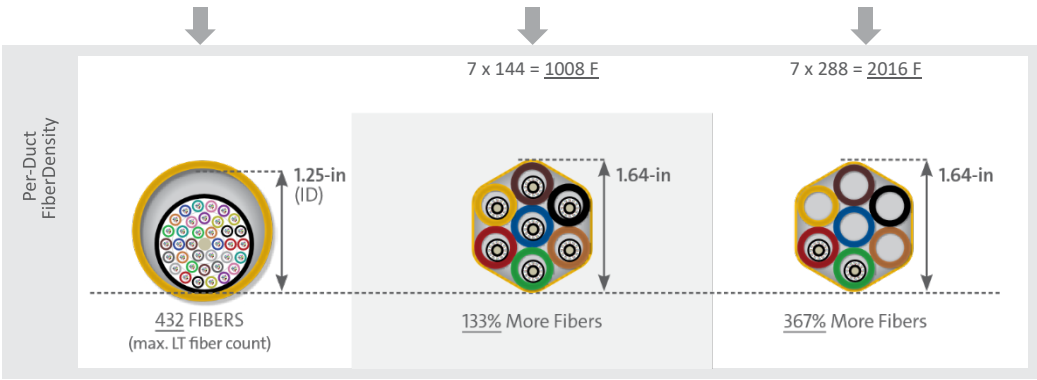 7 x 144 = 1008 F
7 x 288 = 2016 F
Per-Duct
FiberDensity
1.25-in
(ID)
1.64-in
1.64-in
432 FIBERS
(max. LT fiber count)
133% More Fibers
367% More Fibers